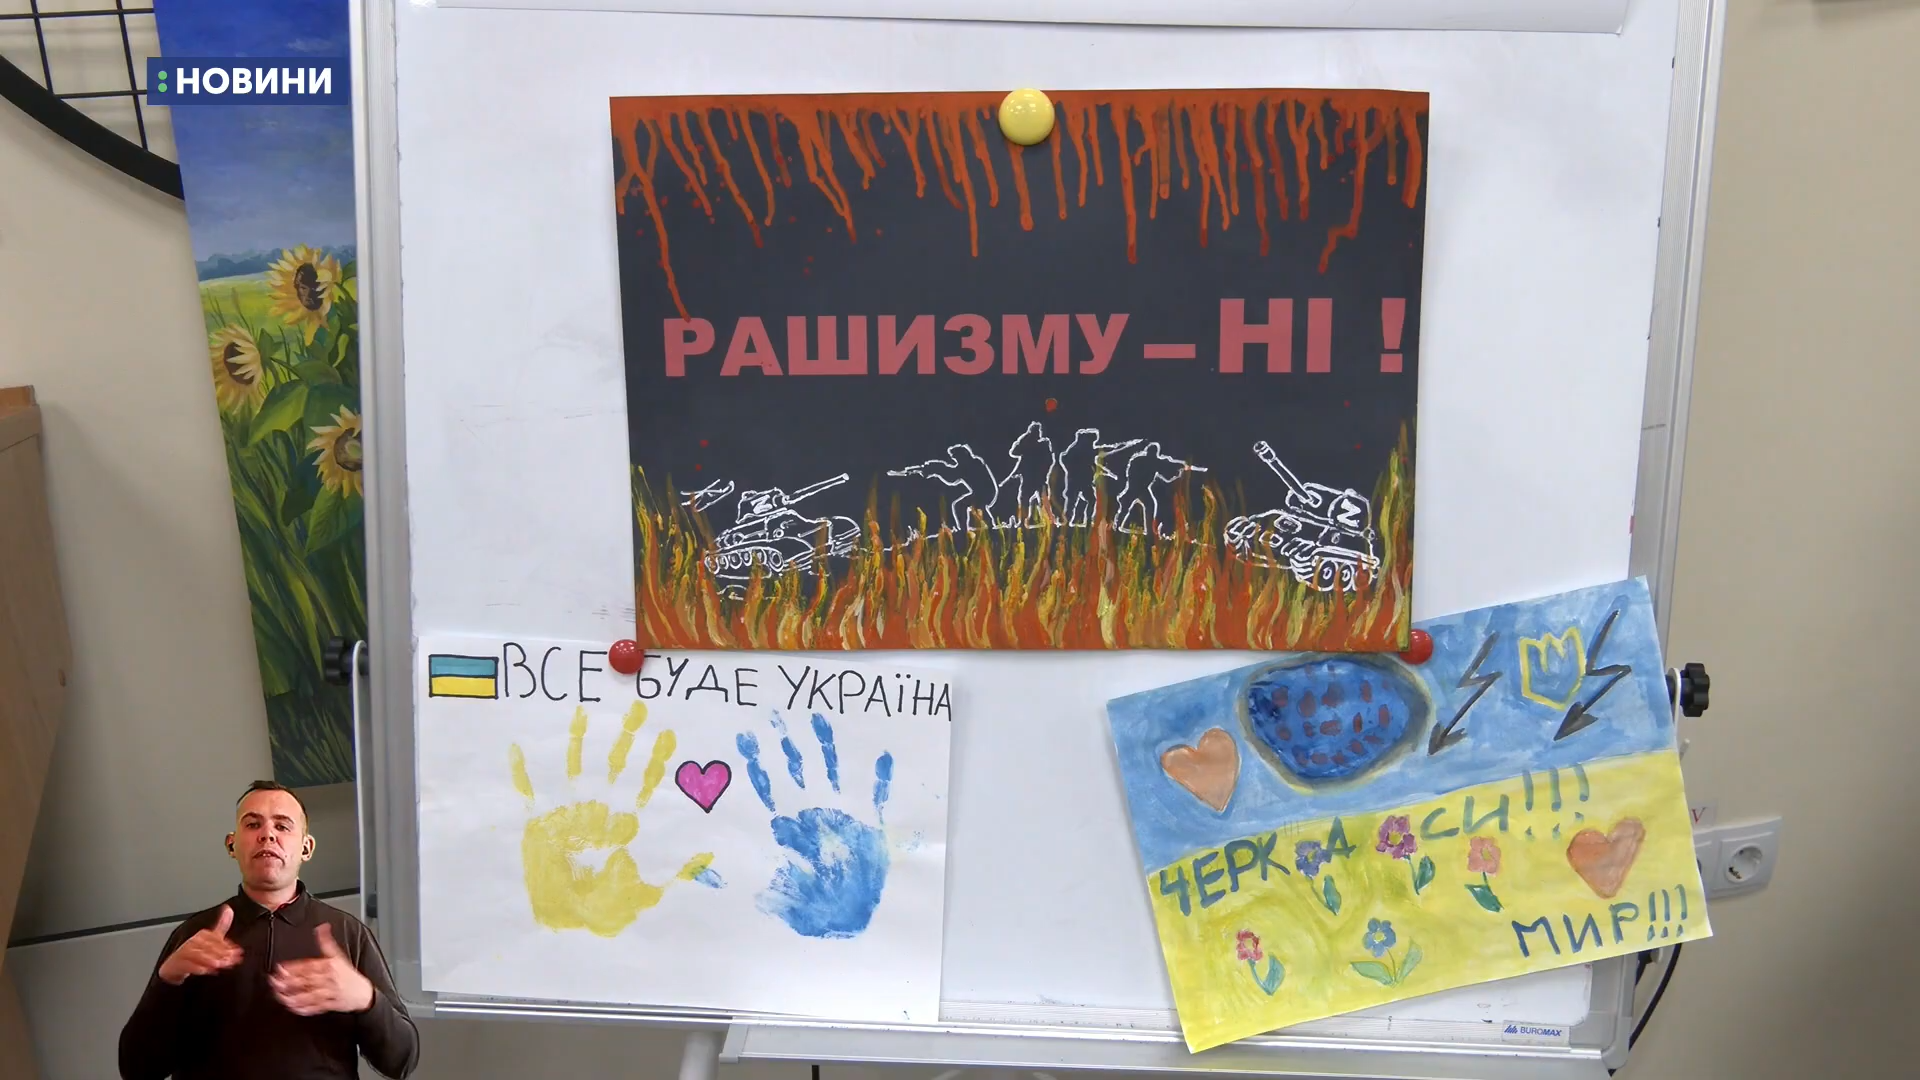 :НОВИНИ
РАШИЗМУ – НІ !
ВСЕ БУДЕ УКРАЇНА
ЧЕРКАСИ!!!
МИР!!!
BUROMAX